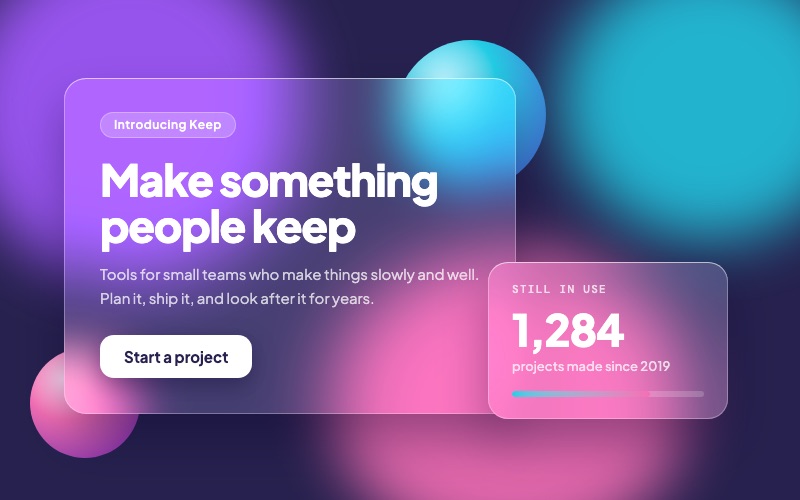 Introducing Keep
Make something
people keep
Tools for small teams who make things slowly and well.
Plan it, ship it, and look after it for years.
Start a project
STILL IN USE
1,284
projects made since 2019